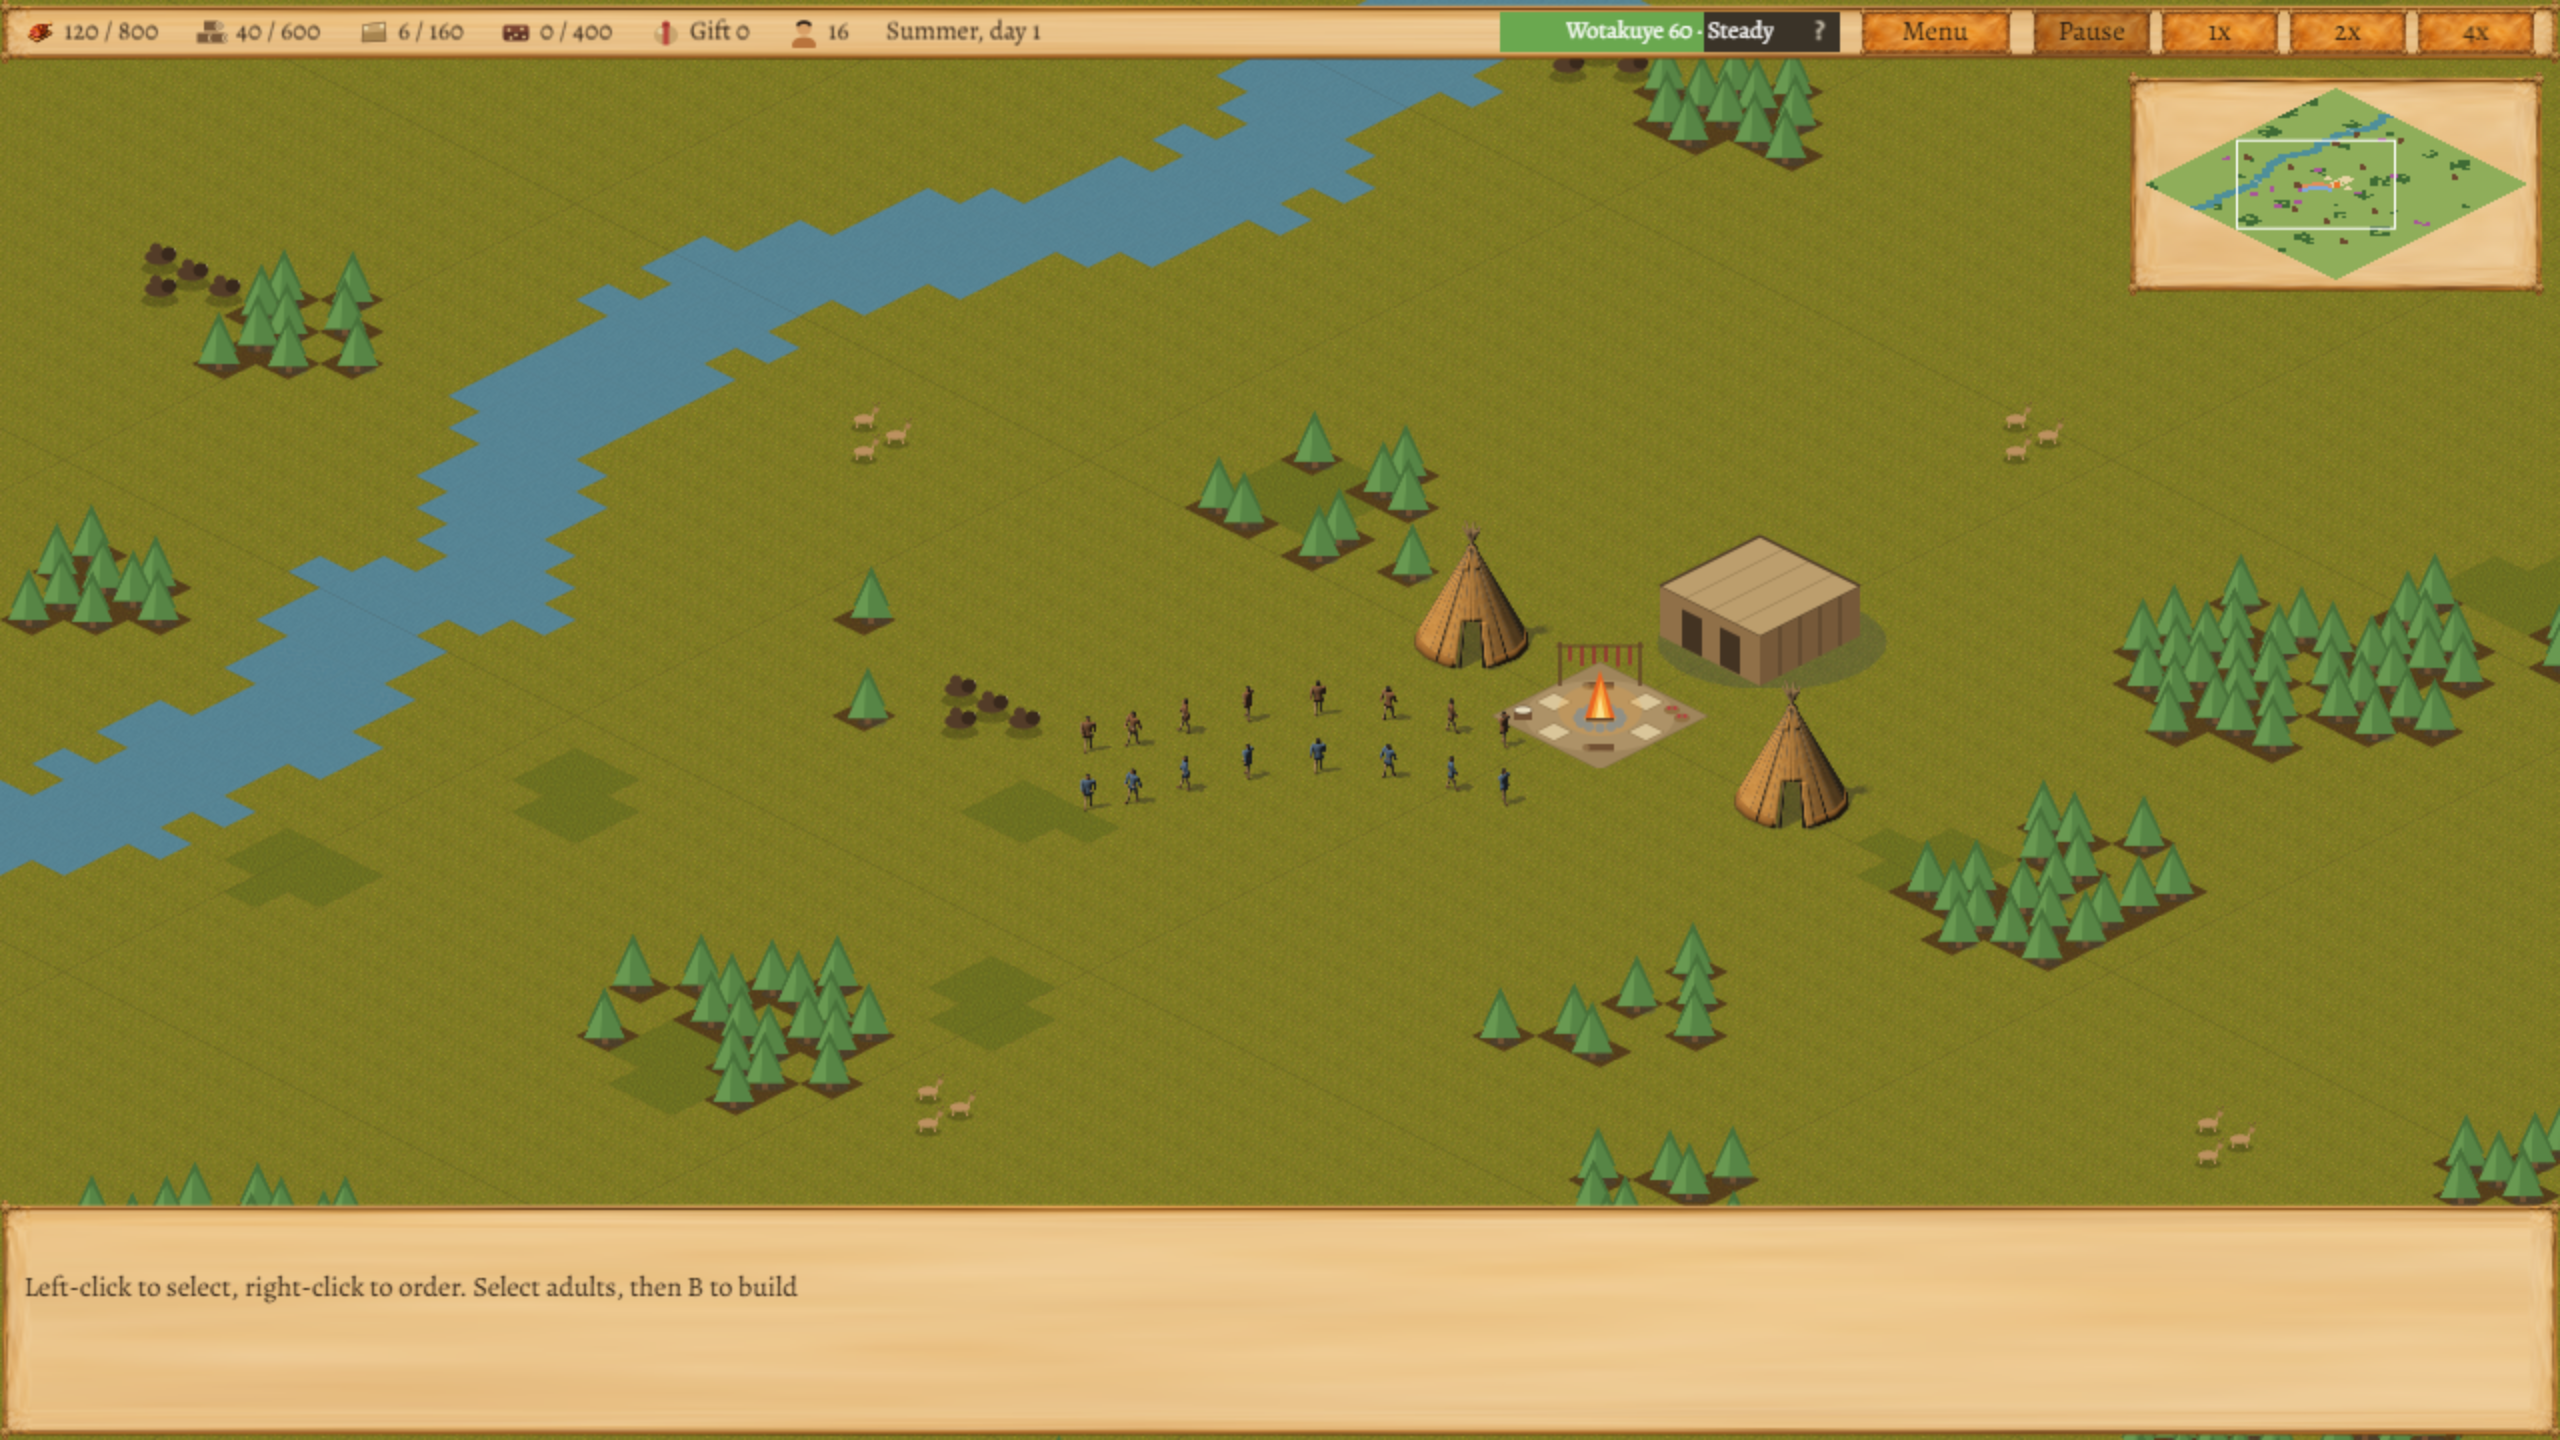 120 / 800 40 / 600 6 / 160 0 / 400 Gift 0 16 Summer, day 1 Wotakuye 60 · Steady ? Menu Pause 1x 2x 4x
Left-click to select, right-click to order. Select adults, then B to build